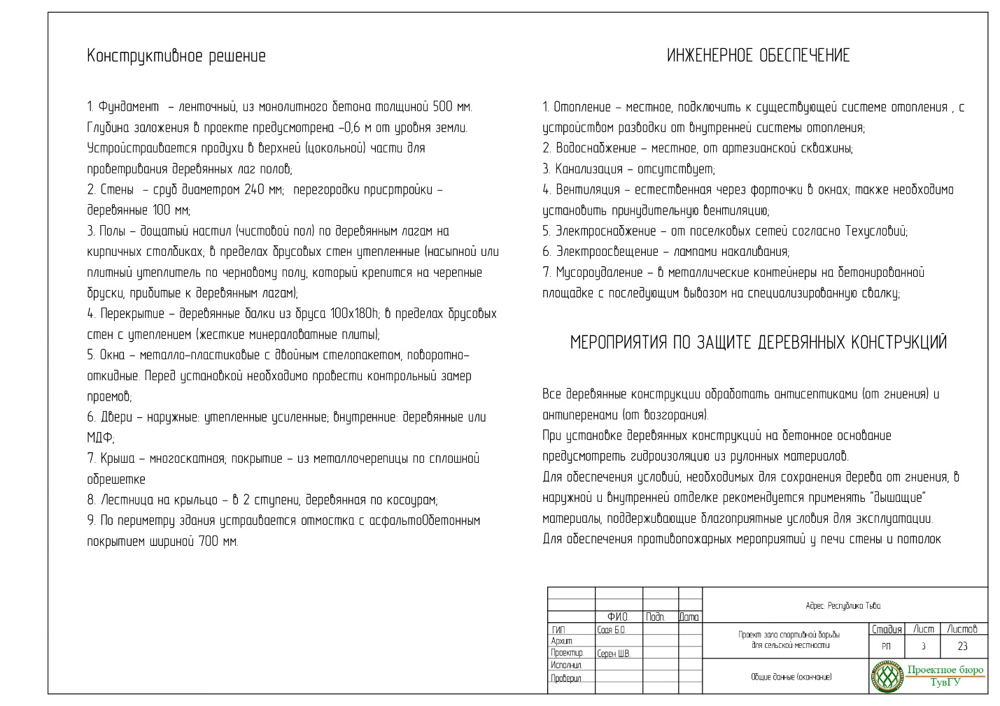 Конструктивное решение
1. Фундамент - ленточный, из монолитного бетона толщиной 500 мм.
Глубина заложения в проекте предусмотрена -0,6 м от уровня земли.
Устройстраивается продухи в верхней (цокольной) части для
проветривания деревянных лаг полов;
2. Стены - сруб диаметром 240 мм; перегородки присртройки -
деревянные 100 мм;
3. Полы - дощатый настил (чистовой пол) по деревянным лагам на
кирпичных столбиках; в пределах брусовых стен утепленные (насыпной или
плитный утеплитель по черновому полу, который крепится на черепные
бруски, прибитые к деревянным лагам);
4. Перекрытие - деревянные балки из бруса 100х180h; в пределах брусовых
стен с утеплением (жесткие минераловатные плиты);
5. Окна - металло-пластиковые с двойным стелопакетом, поворотно-
откидные. Перед установкой необходимо провести контрольный замер
проемов;
6. Двери - наружные: утепленные усиленные; внутренние: деревянные или
МДФ;
7. Крыша - многоскатная; покрытие - из металлочерепицы по сплошной
обрешетке
8. Лестница на крыльцо - в 2 ступени, деревянная по косоурам;
9. По периметру здания устраивается отмостка с асфальтоОбетонным
покрытием шириной 700 мм.
ИНЖЕНЕРНОЕ ОБЕСПЕЧЕНИЕ
1. Отопление - местное, подключить к существующей системе отопления , с
устройством разводки от внутренней системы отопления;
2. Водоснабжение - местное, от артезианской скважины;
3. Канализация - отсутствует;
4. Вентиляция - естественная через форточки в окнах; также необходимо
установить принудительную вентиляцию;
5. Электроснабжение - от поселковых сетей согласно Техусловий;
6. Электроосвещение - лампами накаливания;
7. Мусороудаление - в металлические контейнеры на бетонированной
площадке с последующим вывозом на специализированную свалку;
МЕРОПРИЯТИЯ ПО ЗАЩИТЕ ДЕРЕВЯННЫХ КОНСТРУКЦИЙ
Все деревянные конструкции обработать антисептиками (от гниения) и
антиперенами (от возгорания).
При установке деревянных конструкций на бетонное основание
предусмотреть гидроизоляцию из рулонных материалов.
Для обеспечения условий, необходимых для сохранения дерева от гниения, в
наружной и внутренней отделке рекомендуется применять "дышащие"
материалы, поддерживающие благоприятные условия для эксплуатации.
Для обеспечения противопожарных мероприятий у печи стены и потолок
Адрес: Республика Тыва
Ф.И.О. Подп. Дата
ГИП Саая Б.О.
Архит.
Проектир. Серен Ш.В.
Исполнил.
Проверил
Проект зала спортивной борьбы
для сельской местности
Стадия Лист Листов
РП 3 23
Общие данные (окончание)
Проектное бюро
ТувГУ